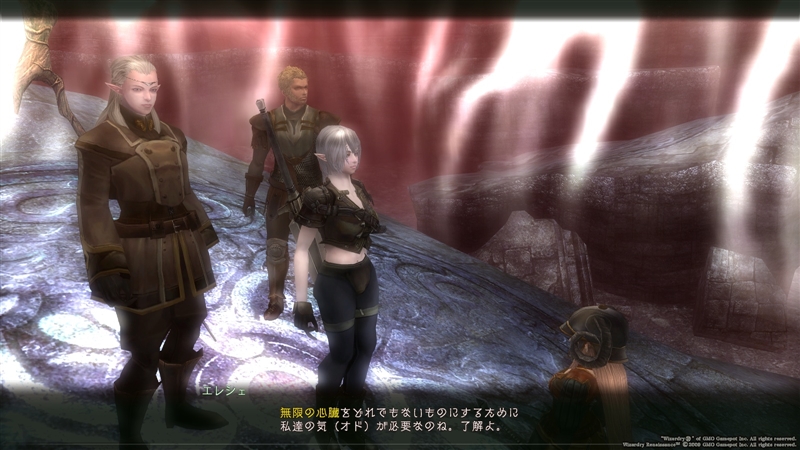 エレシェ
無限の心臓をどれでもないものにするために
私達の気（オド）が必要なのね。了解よ。
"Wizardry®" of GMO Gamepot Inc. All rights reserved.
Wizardry Renaissance™ © 2009 GMO Gamepot Inc. All rights reserved.